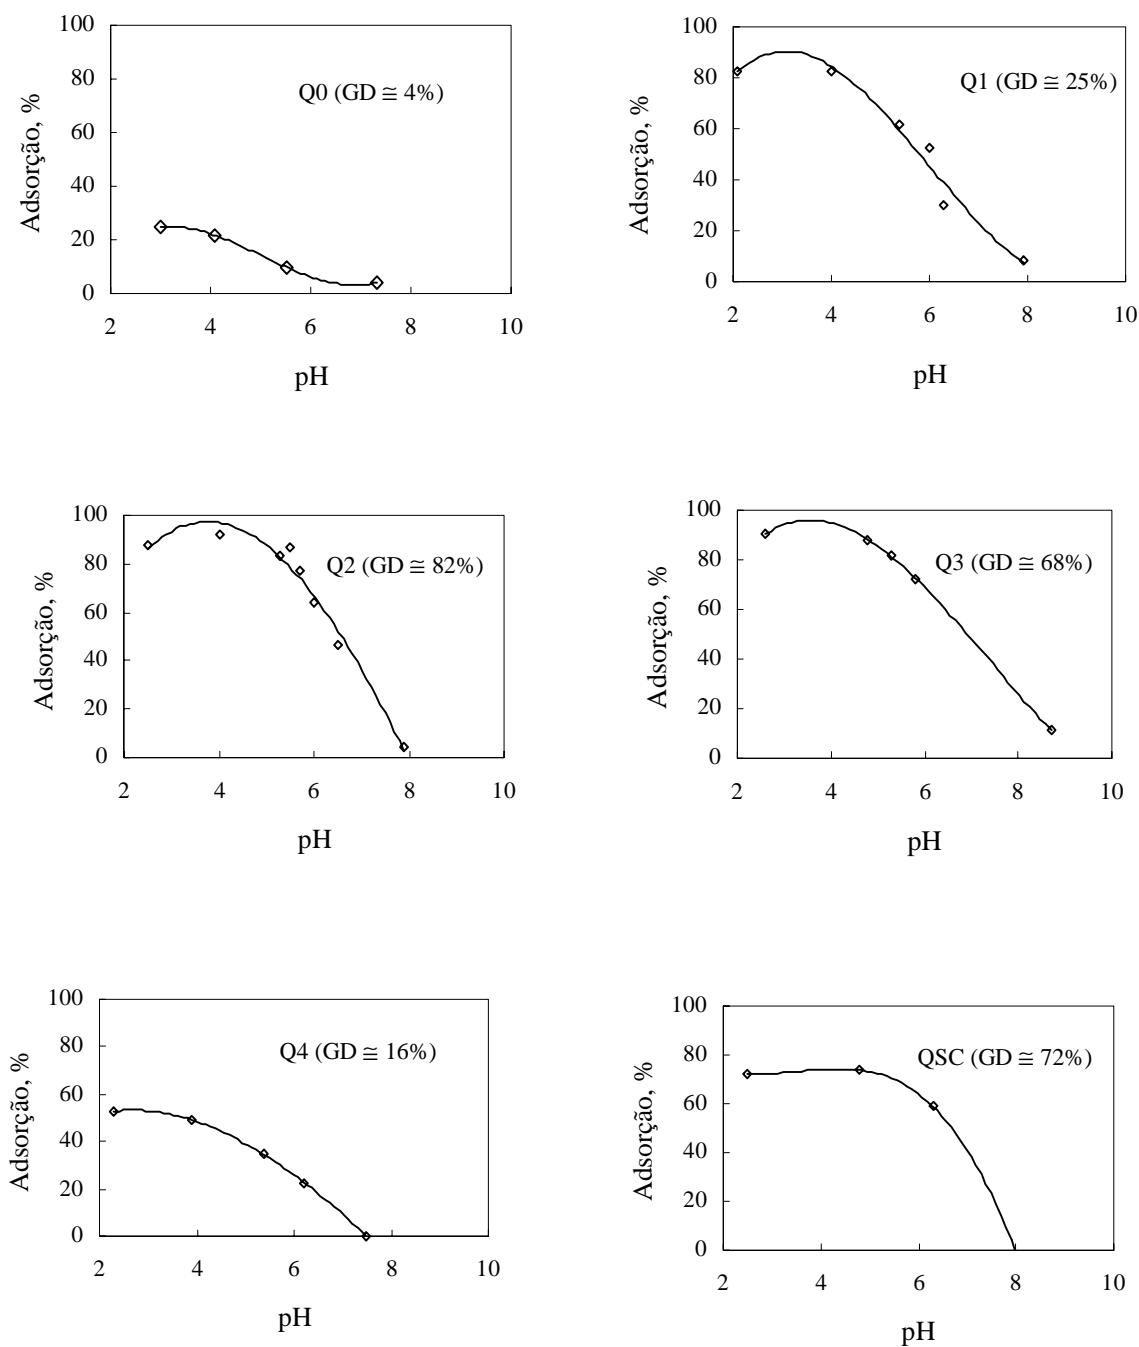 100
80
60
40
20
0
Adsorção, %
Q0 (GD ≅ 4%)
2 4 6 8 10
pH
100
80
60
40
20
0
Adsorção, %
Q1 (GD ≅ 25%)
2 4 6 8 10
pH
100
80
60
40
20
0
Adsorção, %
Q2 (GD ≅ 82%)
2 4 6 8 10
pH
100
80
60
40
20
0
Adsorção, %
Q3 (GD ≅ 68%)
2 4 6 8 10
pH
100
80
60
40
20
0
Adsorção, %
Q4 (GD ≅ 16%)
2 4 6 8 10
pH
100
80
60
40
20
0
Adsorção, %
QSC (GD ≅ 72%)
2 4 6 8 10
pH